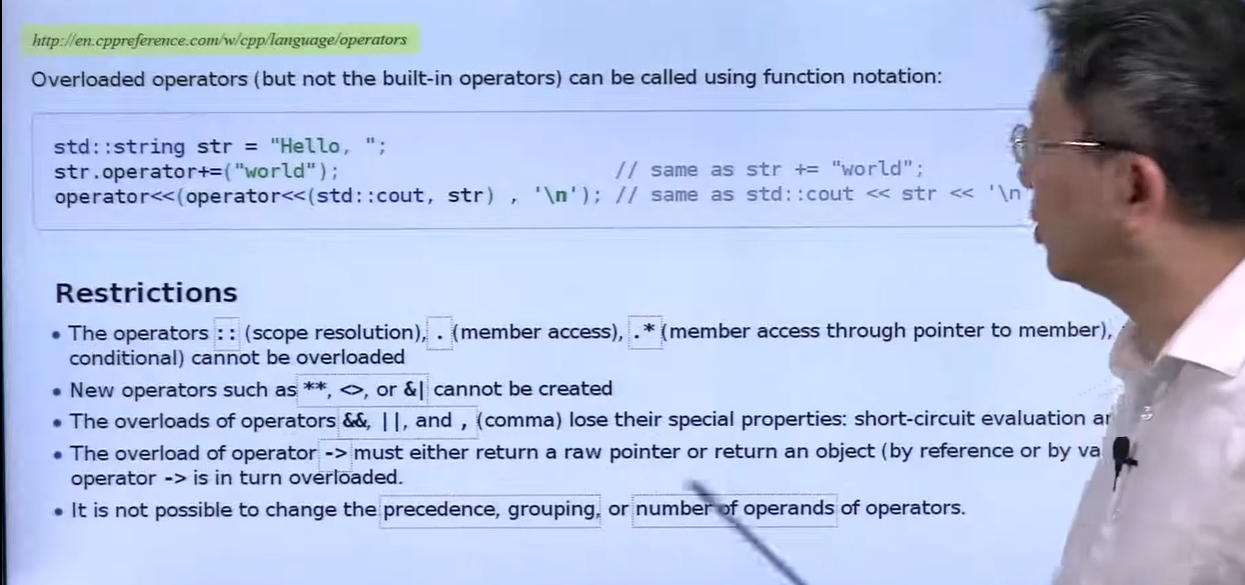 http://en.cppreference.com/w/cpp/language/operators
Overloaded operators (but not the built-in operators) can be called using function notation:
std::string str = "Hello, ";
str.operator+=("world"); // same as str += "world";
operator<<(operator<<(std::cout, str) , '\n'); // same as std::cout << str << '\n
Restrictions
• The operators :: (scope resolution), . (member access), .* (member access through pointer to member),
conditional) cannot be overloaded
• New operators such as **, <>, or &| cannot be created
• The overloads of operators &&, ||, and , (comma) lose their special properties: short-circuit evaluation
• The overload of operator -> must either return a raw pointer or return an object (by reference or by
operator -> is in turn overloaded.
• It is not possible to change the precedence, grouping, or number of operands of operators.